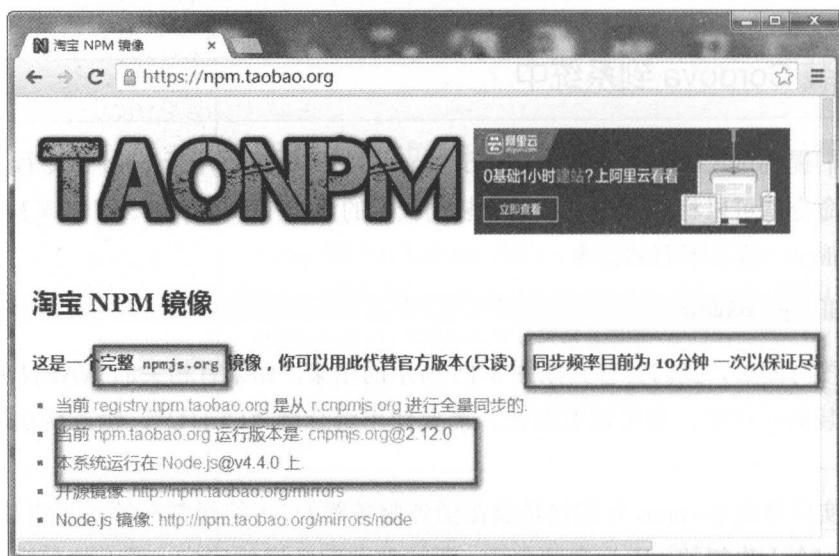 淘宝 NPM 镜像
https://npm.taobao.org
TAONPM
阿里云
0基础1小时建站?上阿里云看看
立即查看
淘宝 NPM 镜像
这是一个完整 npmjs.org 镜像，你可以用此代替官方版本(只读)，同步频率目前为 10分钟 一次以保证尽
当前 registry.npm.taobao.org 是从 r.cnpmjs.org 进行全量同步的.
当前 npm.taobao.org 运行版本是: cnpmjs.org@2.12.0
本系统运行在 Node.js@v4.4.0 上.
开源镜像: http://npm.taobao.org/mirrors
Node.js 镜像: http://npm.taobao.org/mirrors/node